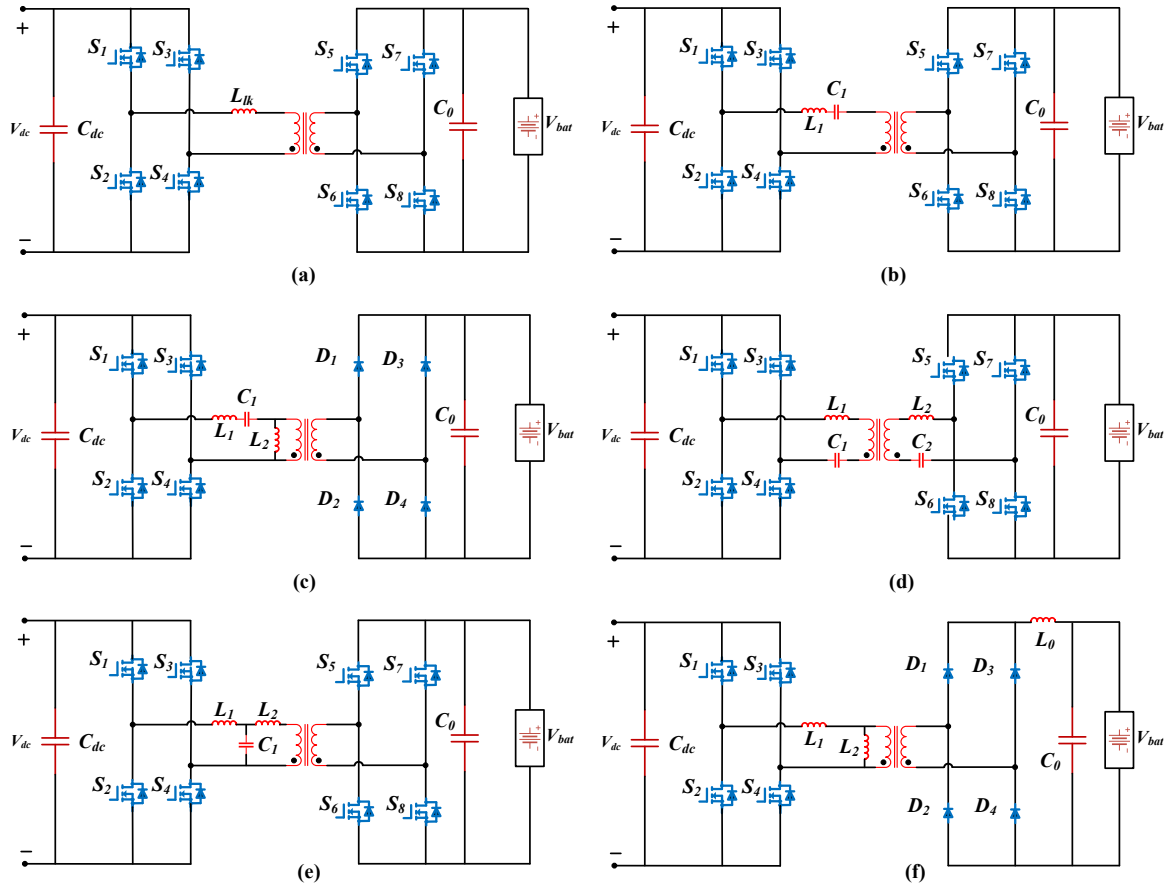 +
S1 S3 S5 S7
Llk
Vdc Cdc C0 Vbat
S2 S4 S6 S8
−
(a)
+
S1 S3 S5 S7
C1
L1
Vdc Cdc C0 Vbat
S2 S4 S6 S8
−
(b)
+
S1 S3 D1 D3
C1
L1 L2
Vdc Cdc C0 Vbat
S2 S4 D2 D4
−
(c)
+
S1 S3 S5 S7
L1 L2
Vdc Cdc C1 C2 C0 Vbat
S2 S4 S6 S8
−
(d)
+
S1 S3 S5 S7
L1 L2
Vdc Cdc C1 C0 Vbat
S2 S4 S6 S8
−
(e)
+
L0
S1 S3 D1 D3
L1 L2
Vdc Cdc C0 Vbat
S2 S4 D2 D4
−
(f)